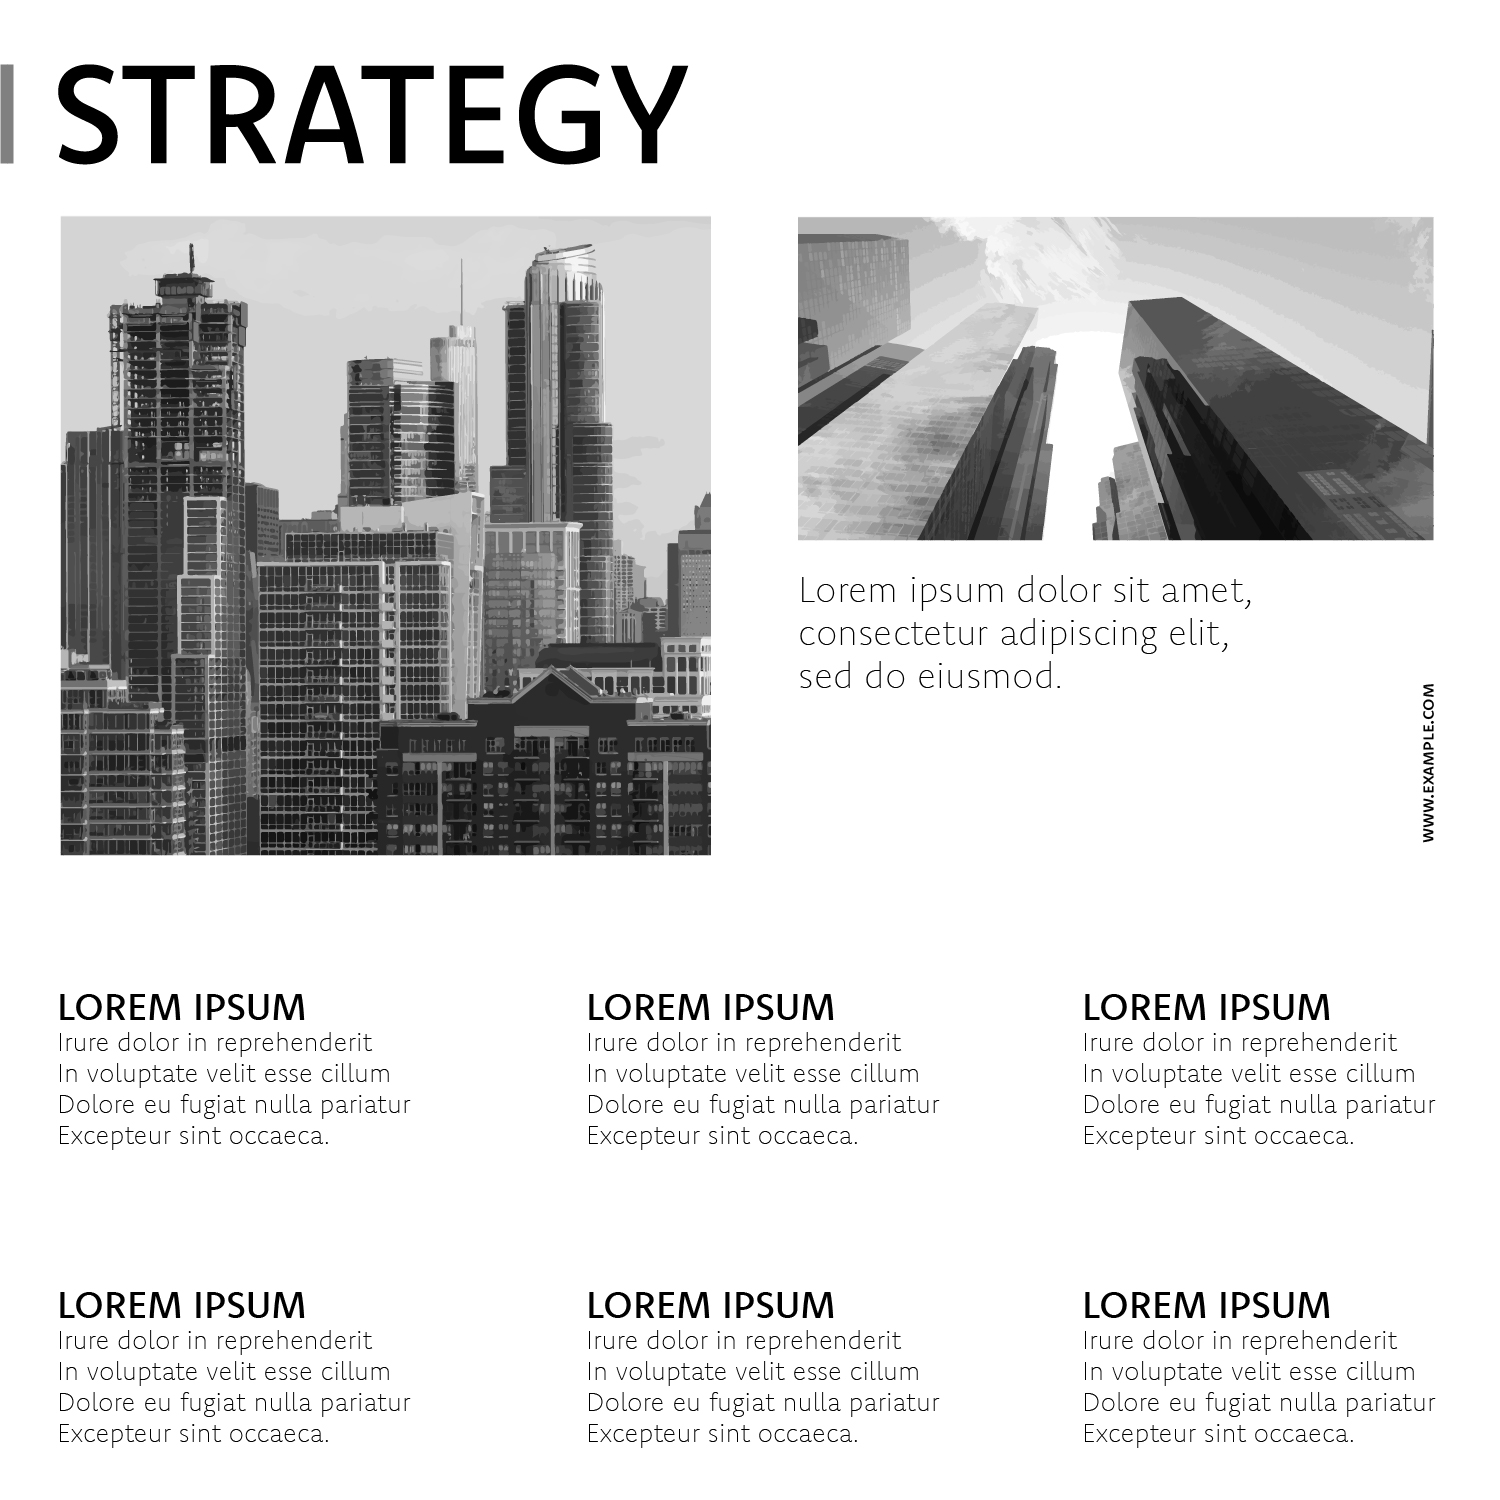 STRATEGY
Lorem ipsum dolor sit amet,
consectetur adipiscing elit,
sed do eiusmod.
WWW.EXAMPLE.COM
LOREM IPSUM
Irure dolor in reprehenderit
In voluptate velit esse cillum
Dolore eu fugiat nulla pariatur
Excepteur sint occaeca.
LOREM IPSUM
Irure dolor in reprehenderit
In voluptate velit esse cillum
Dolore eu fugiat nulla pariatur
Excepteur sint occaeca.
LOREM IPSUM
Irure dolor in reprehenderit
In voluptate velit esse cillum
Dolore eu fugiat nulla pariatur
Excepteur sint occaeca.
LOREM IPSUM
Irure dolor in reprehenderit
In voluptate velit esse cillum
Dolore eu fugiat nulla pariatur
Excepteur sint occaeca.
LOREM IPSUM
Irure dolor in reprehenderit
In voluptate velit esse cillum
Dolore eu fugiat nulla pariatur
Excepteur sint occaeca.
LOREM IPSUM
Irure dolor in reprehenderit
In voluptate velit esse cillum
Dolore eu fugiat nulla pariatur
Excepteur sint occaeca.